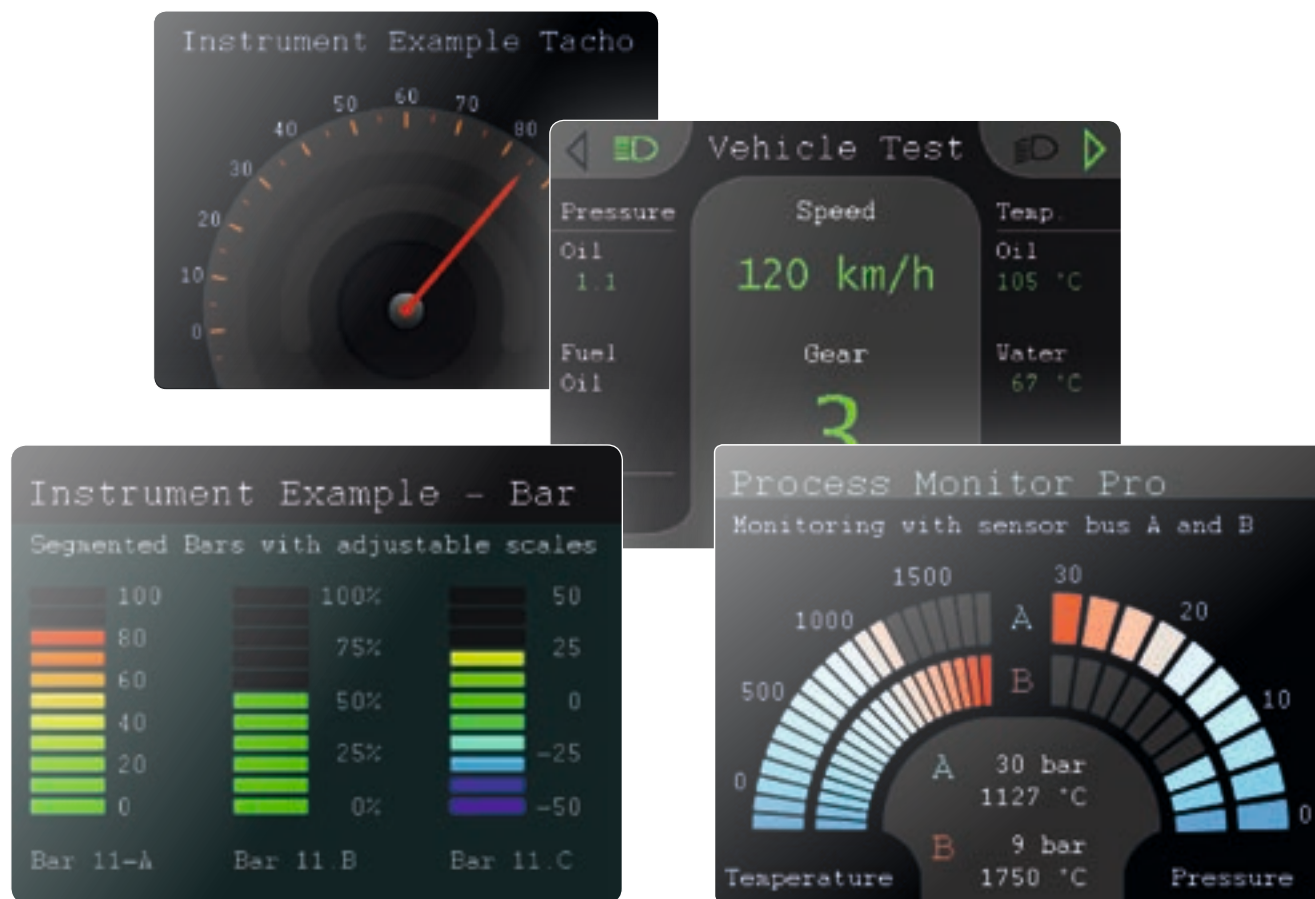 Instrument Example Tacho
0
10
20
30
40
50
60
70
80
Vehicle Test
Pressure
Oil
1.1
Fuel
Oil
Speed
120 km/h
Gear
3
Temp.
Oil
105 °C
Water
67 °C
Instrument Example - Bar
Segmented Bars with adjustable scales
100
80
60
40
20
0
Bar 11-A
100%
75%
50%
25%
0%
Bar 11.B
50
25
0
-25
-50
Bar 11.C
Process Monitor Pro
Monitoring with sensor bus A and B
0
500
1000
1500
A
B
30
20
10
0
A 30 bar
1127 °C
B 9 bar
1750 °C
Temperature
Pressure